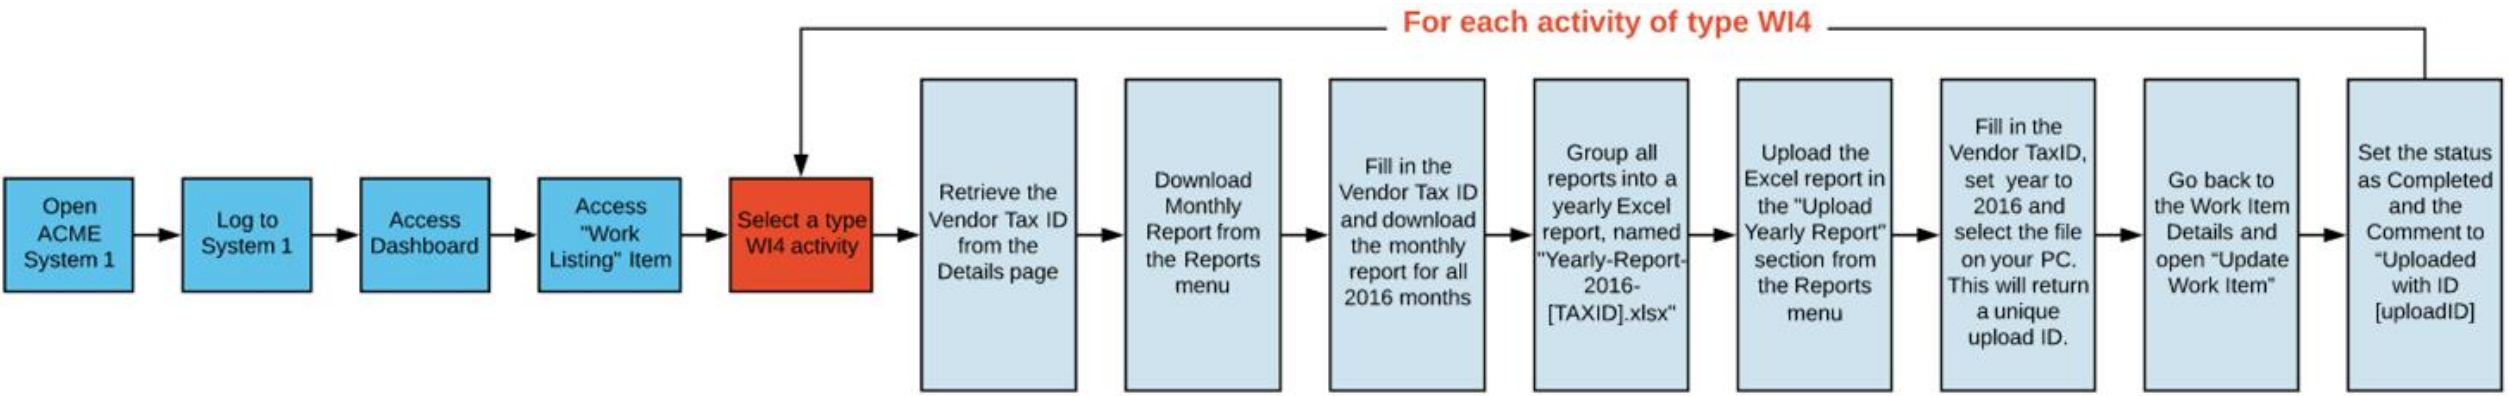 For each activity of type WI4
Open
ACME
System 1
Log to
System 1
Access
Dashboard
Access
"Work
Listing" Item
Select a type
WI4 activity
Retrieve the
Vendor Tax ID
from the
Details page
Download
Monthly
Report from
the Reports
menu
Fill in the
Vendor Tax ID
and download
the monthly
report for all
2016 months
Group all
reports into a
yearly Excel
report, named
"Yearly-Report-
2016-
[TAXID].xlsx"
Upload the
Excel report in
the "Upload
Yearly Report"
section from
the Reports
menu
Fill in the
Vendor TaxID,
set year to
2016 and
select the file
on your PC.
This will return
a unique
upload ID.
Go back to
the Work Item
Details and
open “Update
Work Item”
Set the status
as Completed
and the
Comment to
“Uploaded
with ID
[uploadID]